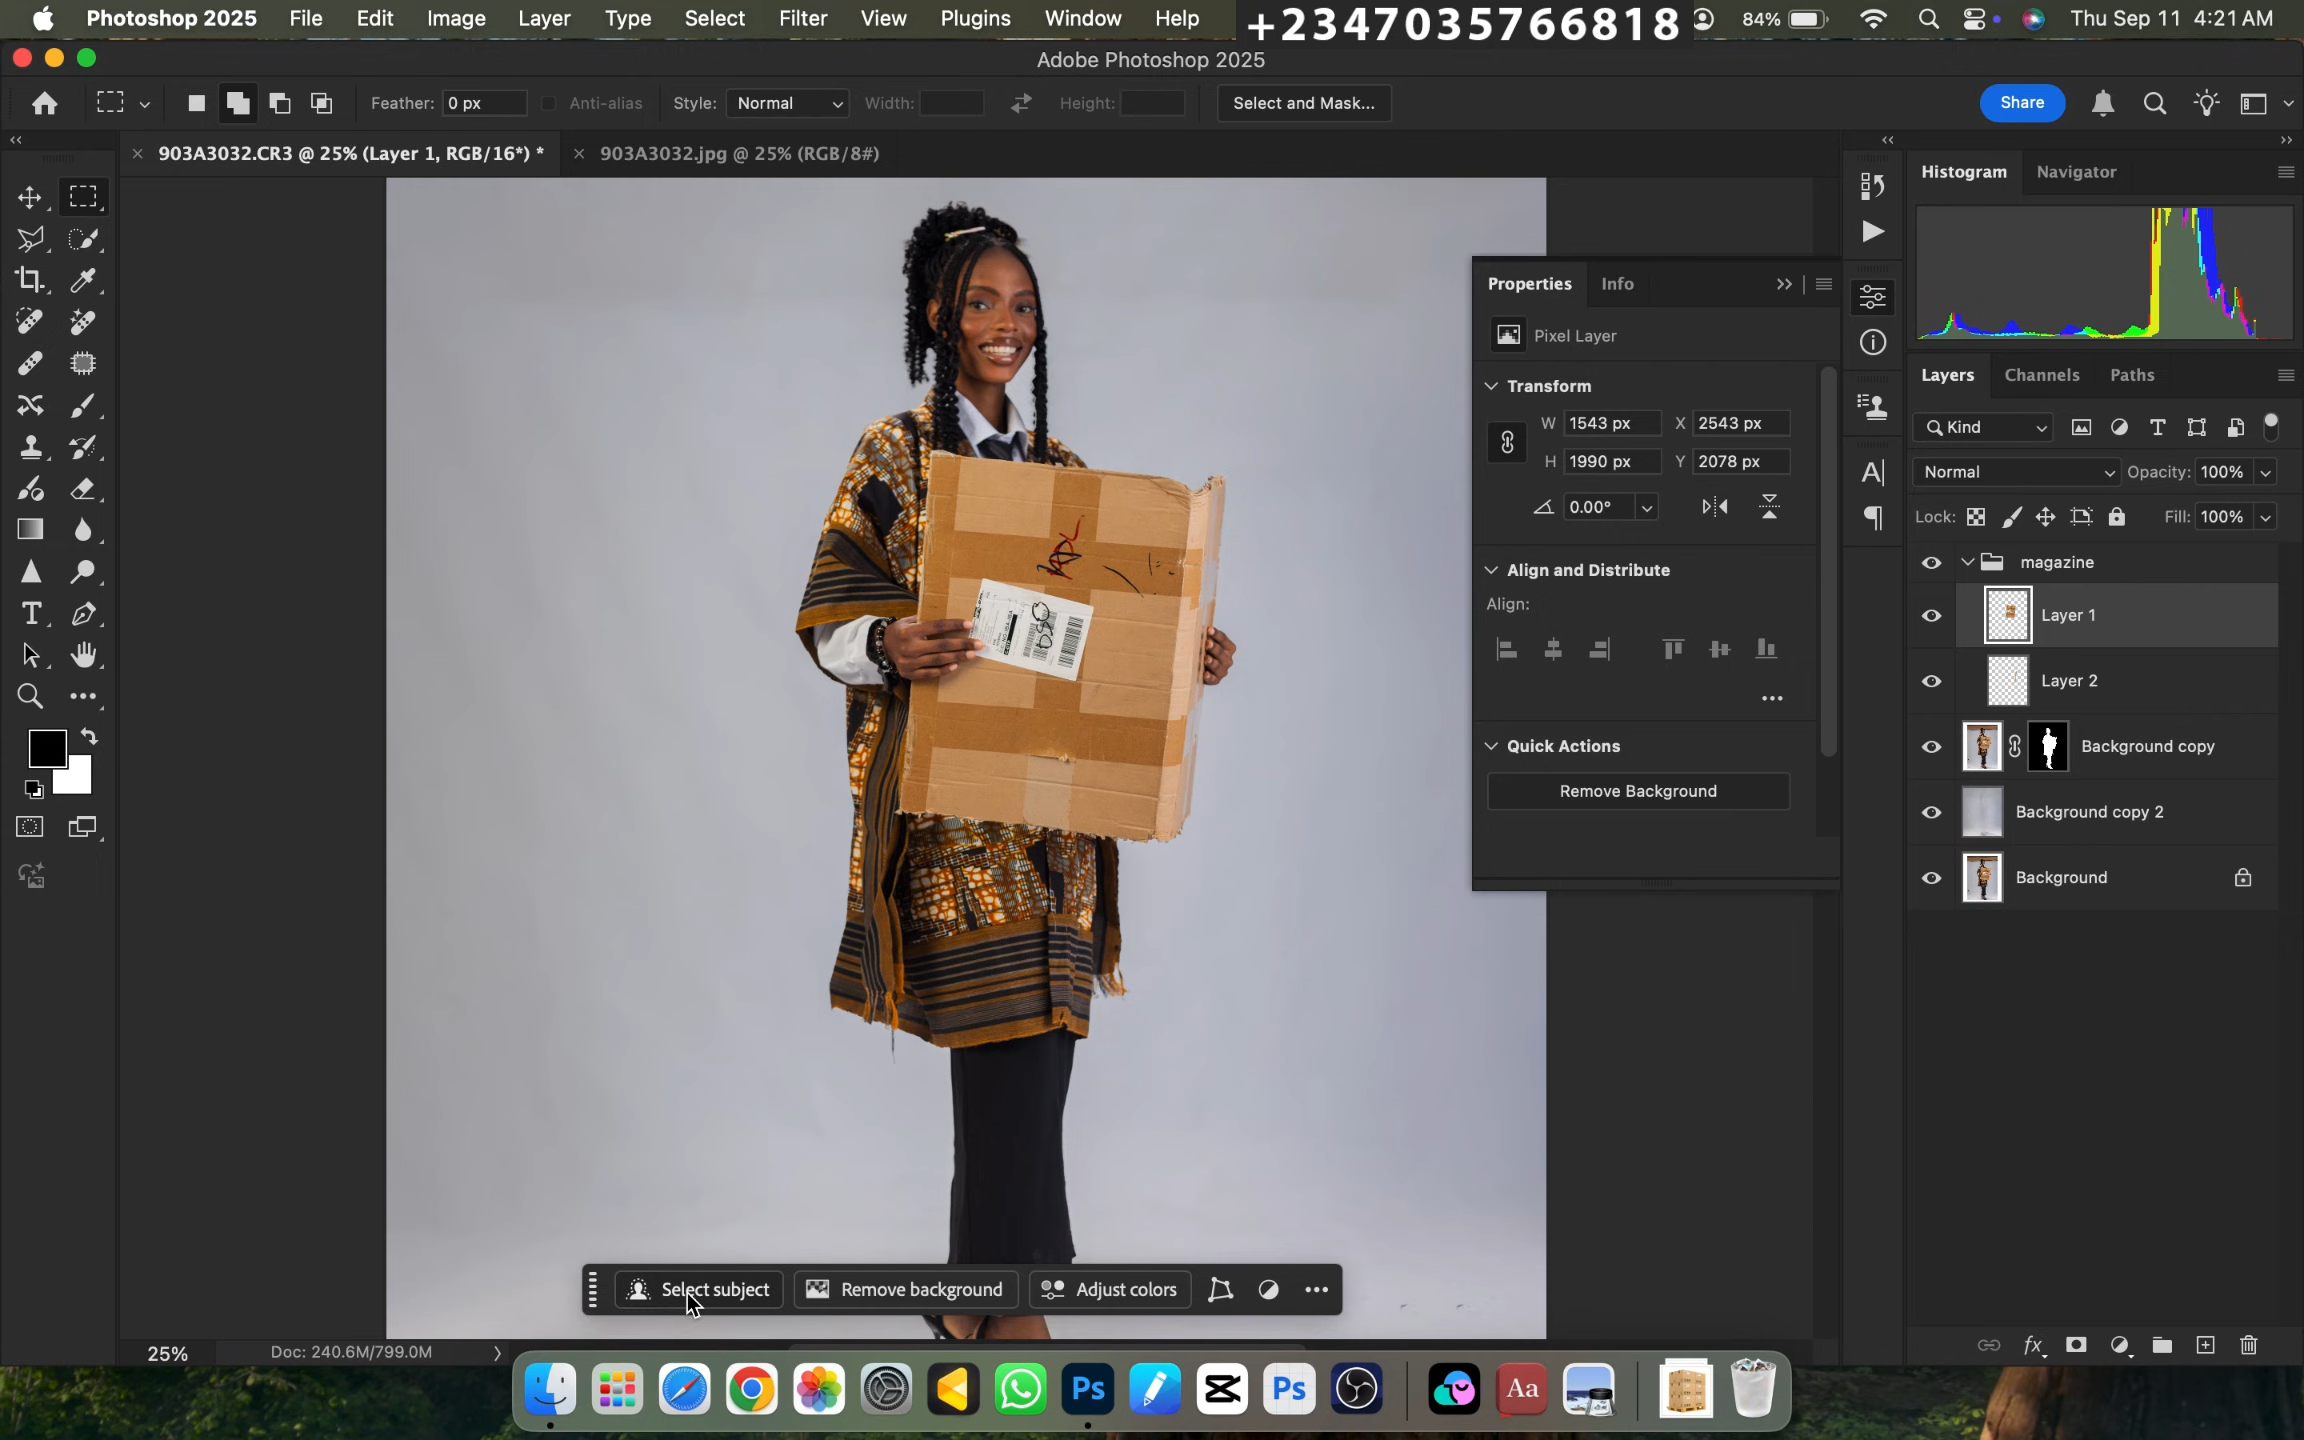 Photoshop 2025 File Edit Image Layer Type Select Filter View Plugins Window Help +2347035766818 84% Thu Sep 11 4:21 AM
Adobe Photoshop 2025
Feather: 0 px Anti-alias Style: Normal Width: Height: Select and Mask... Share
903A3032.CR3 @ 25% (Layer 1, RGB/16*) * 903A3032.jpg @ 25% (RGB/8#)
Histogram Navigator
Properties Info
Pixel Layer
Transform
W 1543 px X 2543 px
H 1990 px Y 2078 px
0.00°
Align and Distribute
Align:
Quick Actions
Remove Background
Layers Channels Paths
Kind
Normal Opacity: 100%
Lock: Fill: 100%
magazine
Layer 1
Layer 2
Background copy
Background copy 2
Background
Select subject Remove background Adjust colors
25% Doc: 240.6M/799.0M
Ps Ps Aa